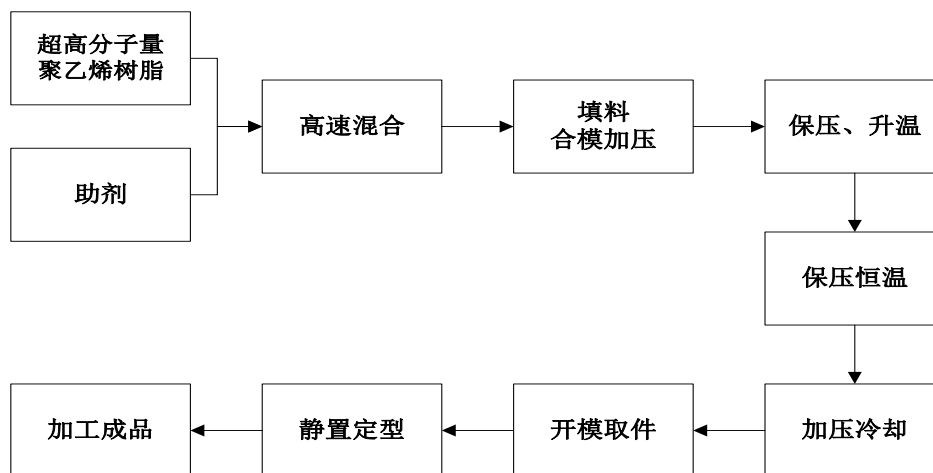 超高分子量
聚乙烯树脂
助剂
高速混合
填料
合模加压
保压、升温
保压恒温
加压冷却
开模取件
静置定型
加工成品